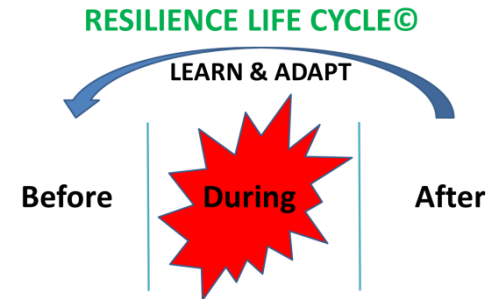 RESILIENCE LIFE CYCLE©
LEARN & ADAPT
Before During After